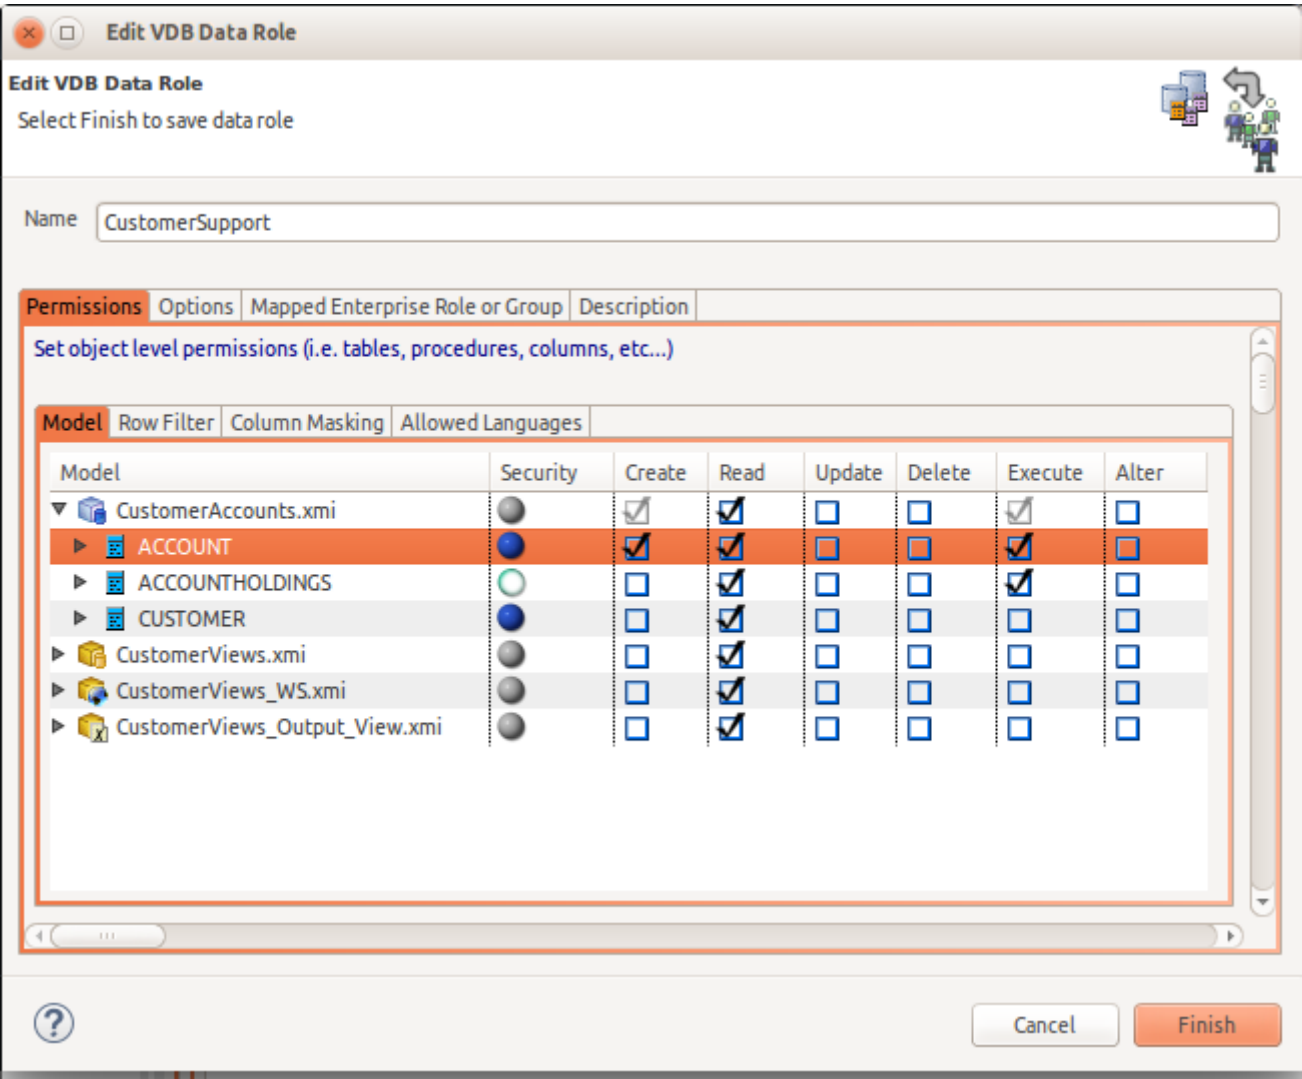 Edit VDB Data Role
Edit VDB Data Role
Select Finish to save data role
Name CustomerSupport
Permissions Options Mapped Enterprise Role or Group Description
Set object level permissions (i.e. tables, procedures, columns, etc...)
Model Row Filter Column Masking Allowed Languages
Model Security Create Read Update Delete Execute Alter
CustomerAccounts.xmi
ACCOUNT
ACCOUNTHOLDINGS
CUSTOMER
CustomerViews.xmi
CustomerViews_WS.xmi
CustomerViews_Output_View.xmi
Cancel Finish